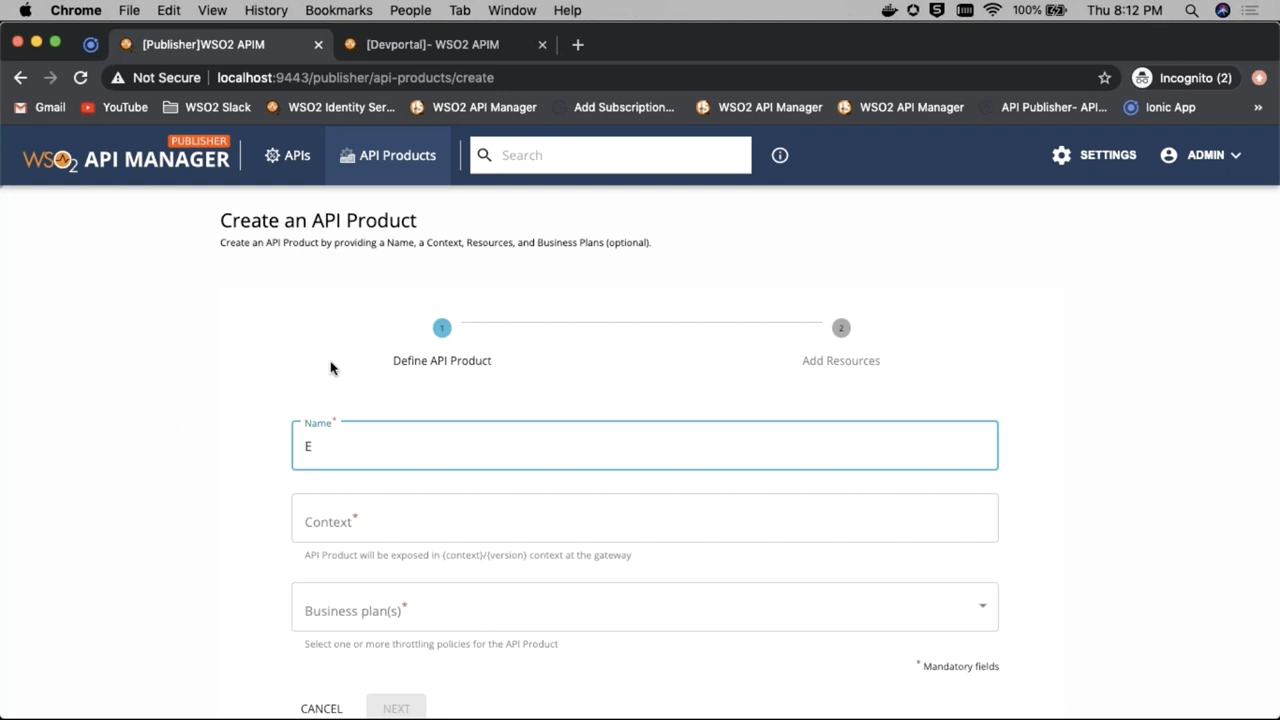 Chrome File Edit View History Bookmarks People Tab Window Help 100% Thu 8:12 PM
[Publisher]WSO2 APIM [Devportal]- WSO2 APIM
Not Secure localhost:9443/publisher/api-products/create Incognito (2)
Gmail YouTube WSO2 Slack WSO2 Identity Ser... WSO2 API Manager Add Subscription... WSO2 API Manager WSO2 API Manager API Publisher- API... Ionic App »
PUBLISHER
WSO2 API MANAGER APIs API Products Search SETTINGS ADMIN
Create an API Product
Create an API Product by providing a Name, a Context, Resources, and Business Plans (optional).
1 2
Define API Product Add Resources
Name*
E
Context*
API Product will be exposed in {context}/{version} context at the gateway
Business plan(s)*
Select one or more throttling policies for the API Product
* Mandatory fields
CANCEL NEXT